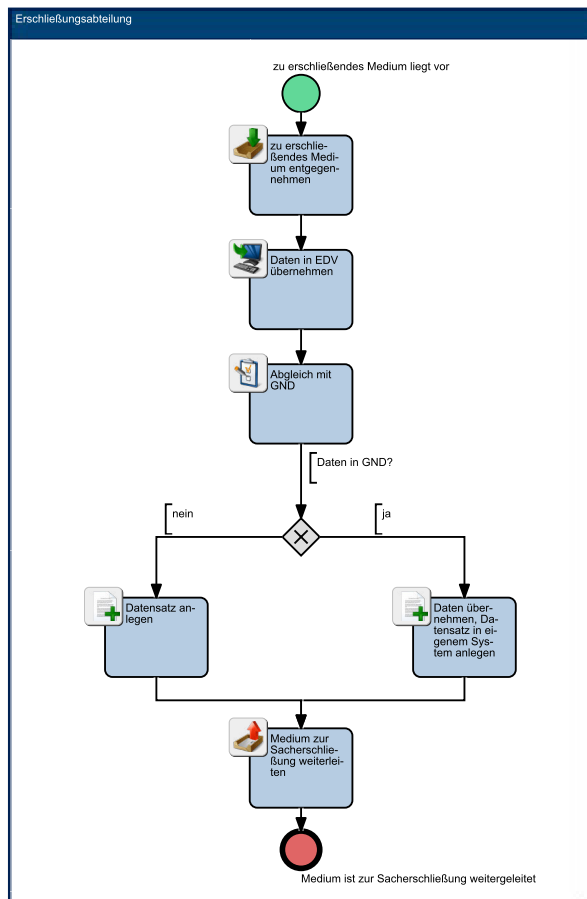 Erschließungsabteilung
zu erschließendes Medium liegt vor
zu erschlie-
ßendes Medi-
um entgegen-
nehmen
Daten in EDV
übernehmen
Abgleich mit
GND
Daten in GND?
nein
ja
Datensatz an-
legen
Daten über-
nehmen, Da-
tensatz in ei-
genem Sys-
tem anlegen
Medium zur
Sacherschlie-
ßung weiterlei-
ten
Medium ist zur Sacherschließung weitergeleitet